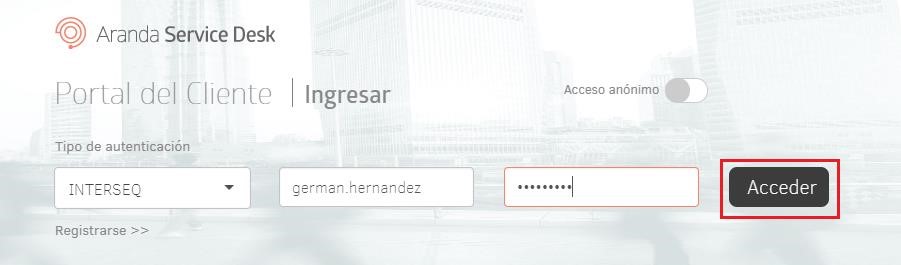 Aranda Service Desk
Portal del Cliente | Ingresar
Acceso anónimo
Tipo de autenticación
INTERSEQ
german.hernandez
•••••••••
Acceder
Registrarse >>